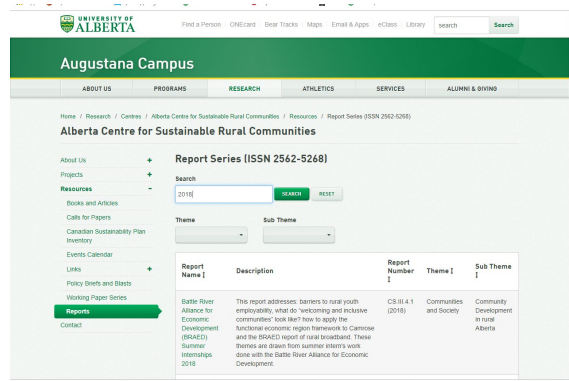 UNIVERSITY OF
ALBERTA
Find a Person ONEcard Bear Tracks Maps Email & Apps eClass Library search Search
Augustana Campus
ABOUT US PROGRAMS RESEARCH ATHLETICS SERVICES ALUMNI & GIVING
Home / Research / Centres / Alberta Centre for Sustainable Rural Communities / Resources / Report Series (ISSN 2562-5268)
Alberta Centre for Sustainable Rural Communities
About Us +
Projects +
Resources -
Books and Articles
Calls for Papers
Canadian Sustainability Plan
Inventory
Events Calendar
Links +
Policy Briefs and Blasts
Working Paper Series
Reports
Contact
Report Series (ISSN 2562-5268)
Search
2018 SEARCH RESET
Theme Sub Theme
Report
Name
Description
Report
Number
Theme
Sub Theme
Battle River
Alliance for
Economic
Development
(BRAED)
Summer
Internships
2018
This report addresses: barriers to rural youth
employability, what do "welcoming and inclusive
communities" look like? how to apply the
functional economic region framework to Camrose
and the BRAED report of rural broadband. These
themes are drawn from summer intern's work
done with the Battle River Alliance for Economic
Development.
CS.III.4.1
(2018)
Communities
and Society
Community
Development
in rural
Alberta